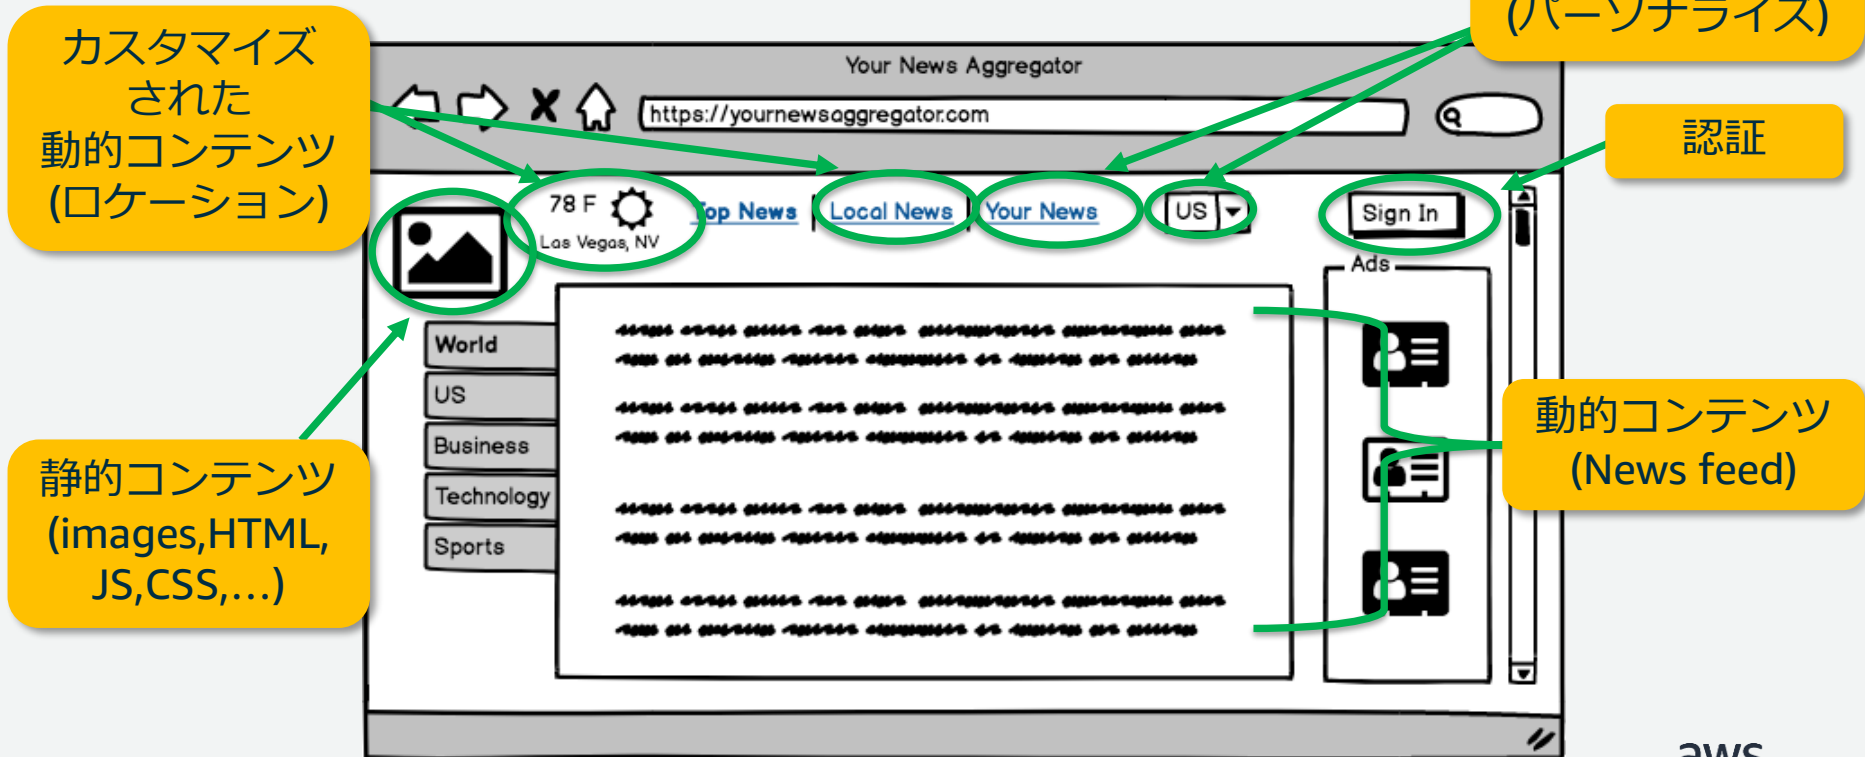 カスタマイズ
された
動的コンテンツ
(ロケーション)
(パーソナライズ)
Your News Aggregator
https://yournewsaggregator.com
認証
78 F
Las Vegas, NV
Top News
Local News
Your News
US
Sign In
Ads
World
US
Business
Technology
Sports
静的コンテンツ
(images,HTML,
JS,CSS,...)
動的コンテンツ
(News feed)
aws